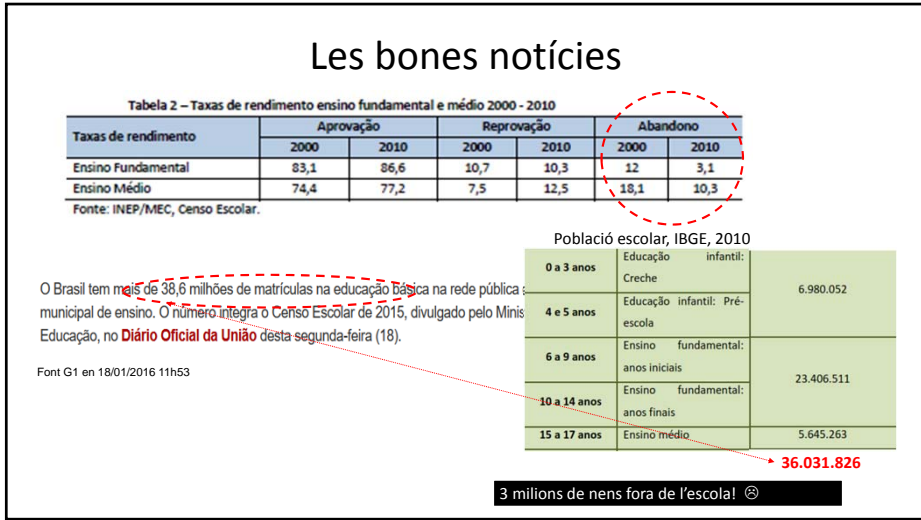 Les bones notícies
Tabela 2 – Taxas de rendimento ensino fundamental e médio 2000 - 2010
Taxas de rendimento Aprovação Reprovação Abandono
2000 2010 2000 2010 2000 2010
Ensino Fundamental 83,1 86,6 10,7 10,3 12 3,1
Ensino Médio 74,4 77,2 7,5 12,5 18,1 10,3
Fonte: INEP/MEC, Censo Escolar.
O Brasil tem mais de 38,6 milhões de matrículas na educação básica na rede pública
municipal de ensino. O número integra o Censo Escolar de 2015, divulgado pelo Minis
Educação, no Diário Oficial da União desta segunda-feira (18).
Font G1 en 18/01/2016 11h53
Població escolar, IBGE, 2010
0 a 3 anos Educação infantil:
Creche
6.980.052
4 e 5 anos Educação infantil: Pré-
escola
6 a 9 anos Ensino fundamental:
anos iniciais
23.406.511
10 a 14 anos Ensino fundamental:
anos finais
15 a 17 anos Ensino médio 5.645.263
36.031.826
3 milions de nens fora de l'escola! ☹